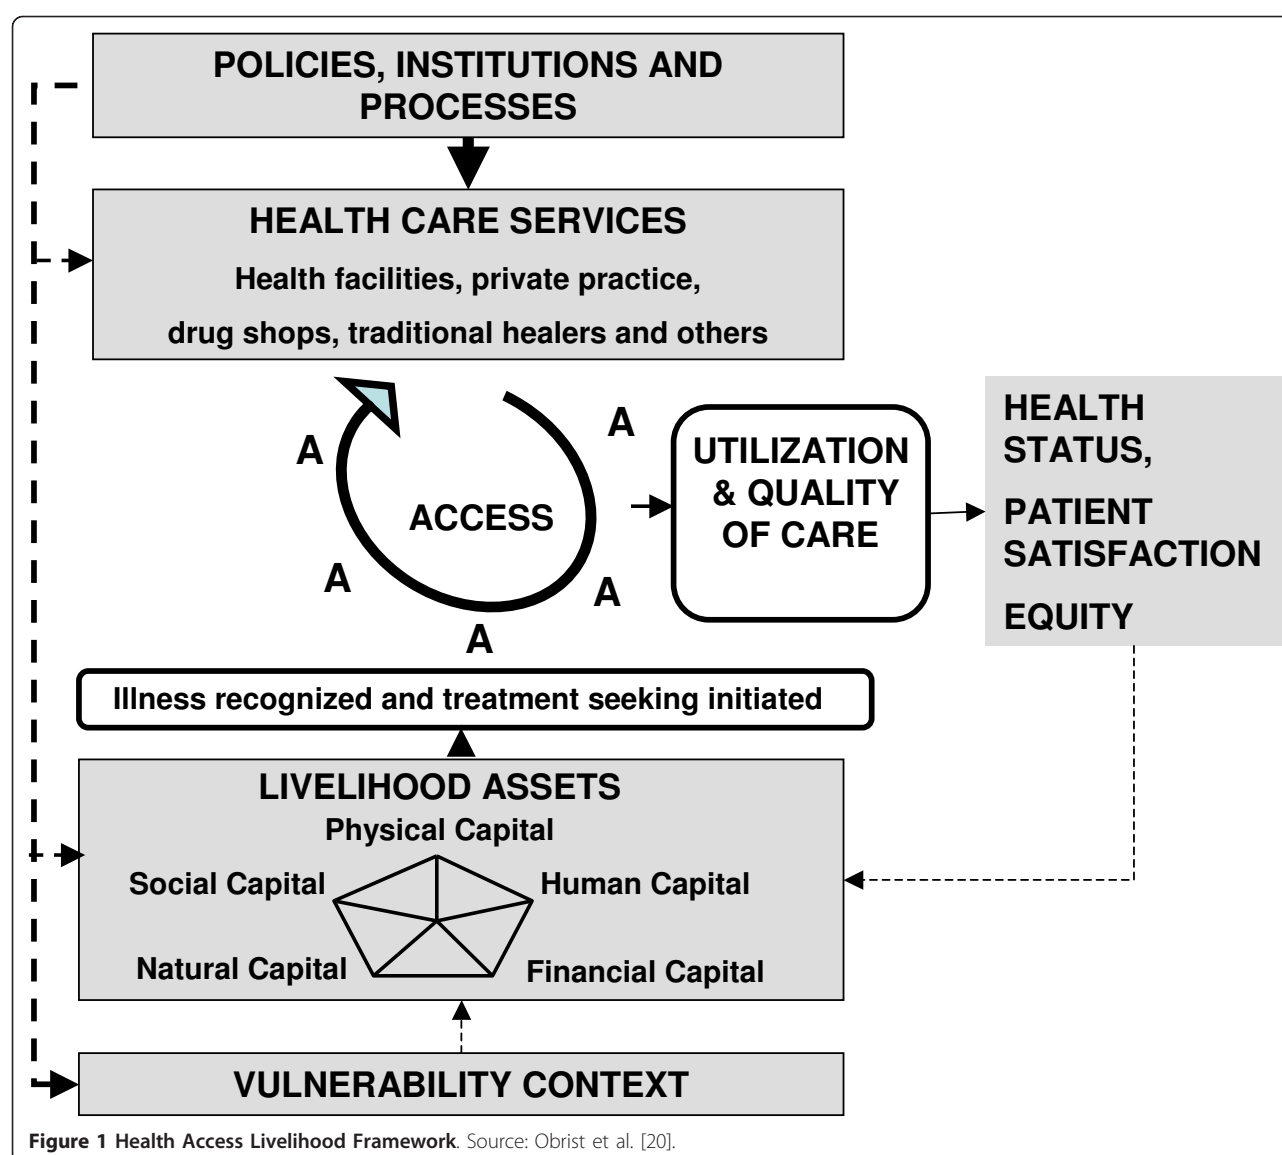 POLICIES, INSTITUTIONS AND
PROCESSES
HEALTH CARE SERVICES
Health facilities, private practice,
drug shops, traditional healers and others
A
A
ACCESS
A
A
A
UTILIZATION
& QUALITY
OF CARE
HEALTH
STATUS,
PATIENT
SATISFACTION
EQUITY
Illness recognized and treatment seeking initiated
LIVELIHOOD ASSETS
Physical Capital
Social Capital
Human Capital
Natural Capital
Financial Capital
VULNERABILITY CONTEXT
Figure 1 Health Access Livelihood Framework. Source: Obrist et al. [20].